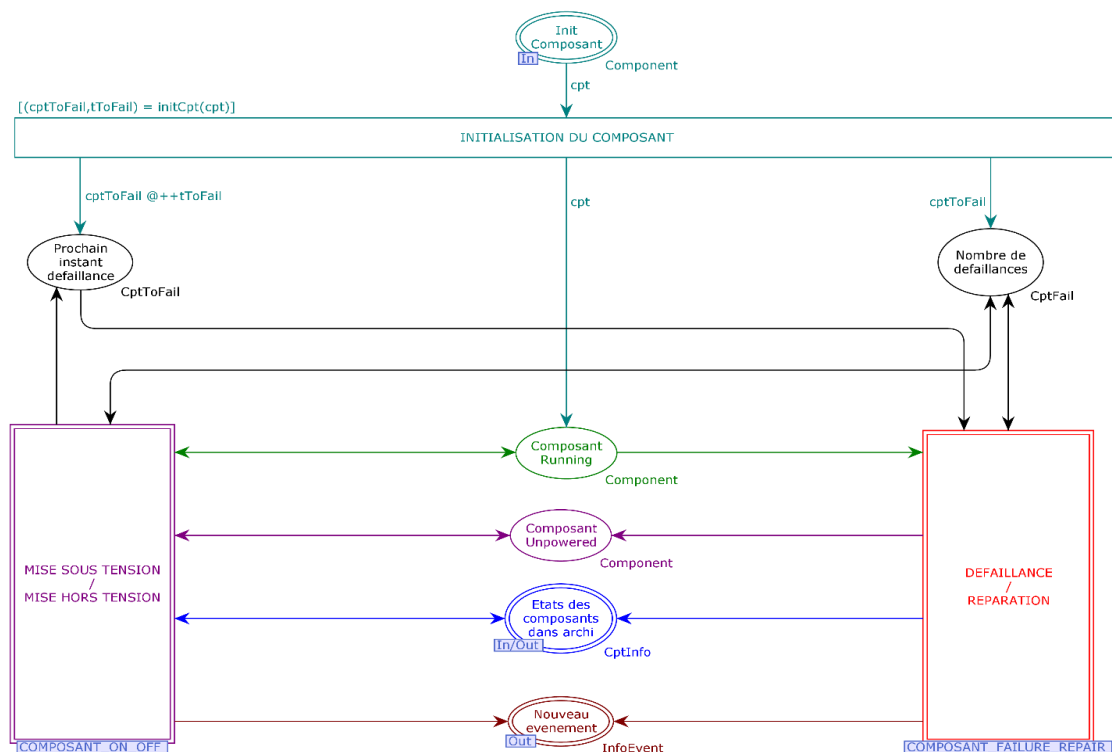 Init
Composant
In
Component
cpt
[(cptToFail,tToFail) = initCpt(cpt)]
INITIALISATION DU COMPOSANT
cptToFail @++tToFail
cpt
cptToFail
Prochain
instant
defaillance
CptToFail
Nombre de
defaillances
CptFail
Composant
Running
Component
Composant
Unpowered
Component
MISE SOUS TENSION
/
MISE HORS TENSION
DEFAILLANCE
/
REPARATION
Etats des
composants
dans archi
In/Out
CptInfo
Nouveau
evenement
Out
InfoEvent
COMPOSANT_ON_OFF
COMPOSANT_FAILURE_REPAIR